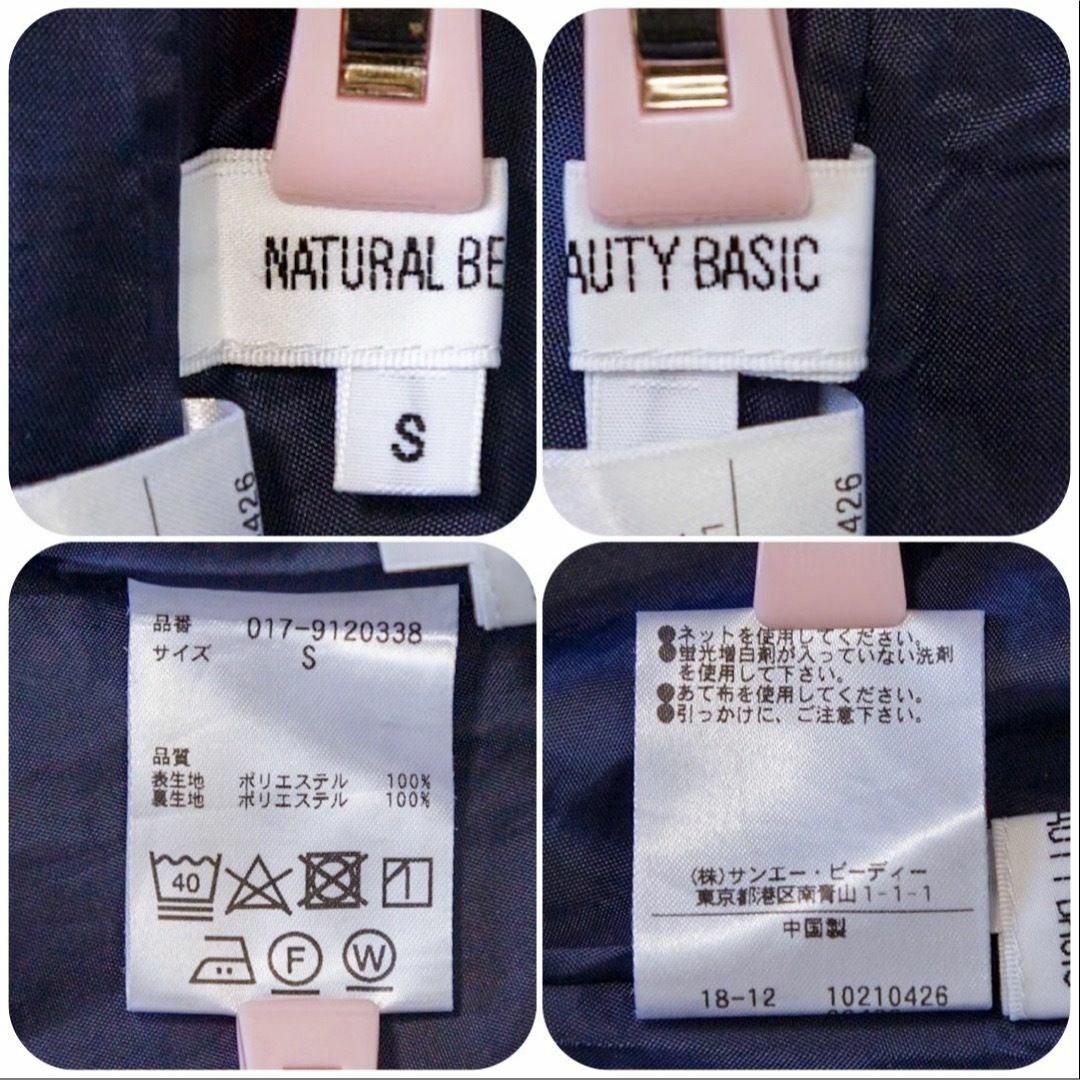 NATURAL BE
S
426
AUTY BASIC
426
品番 017-9120338
サイズ S
品質
表生地 ポリエステル 100%
裏生地 ポリエステル 100%
40
F W
●ネットを使用してください。
●蛍光増白剤が入っていない洗剤
を使用して下さい。
●あて布を使用してください。
●引っかけに、ご注意下さい。
(株)サンエー・ビーディー
東京都港区南青山1-1-1
中国製
18-12 10210426
AUTY BASIC